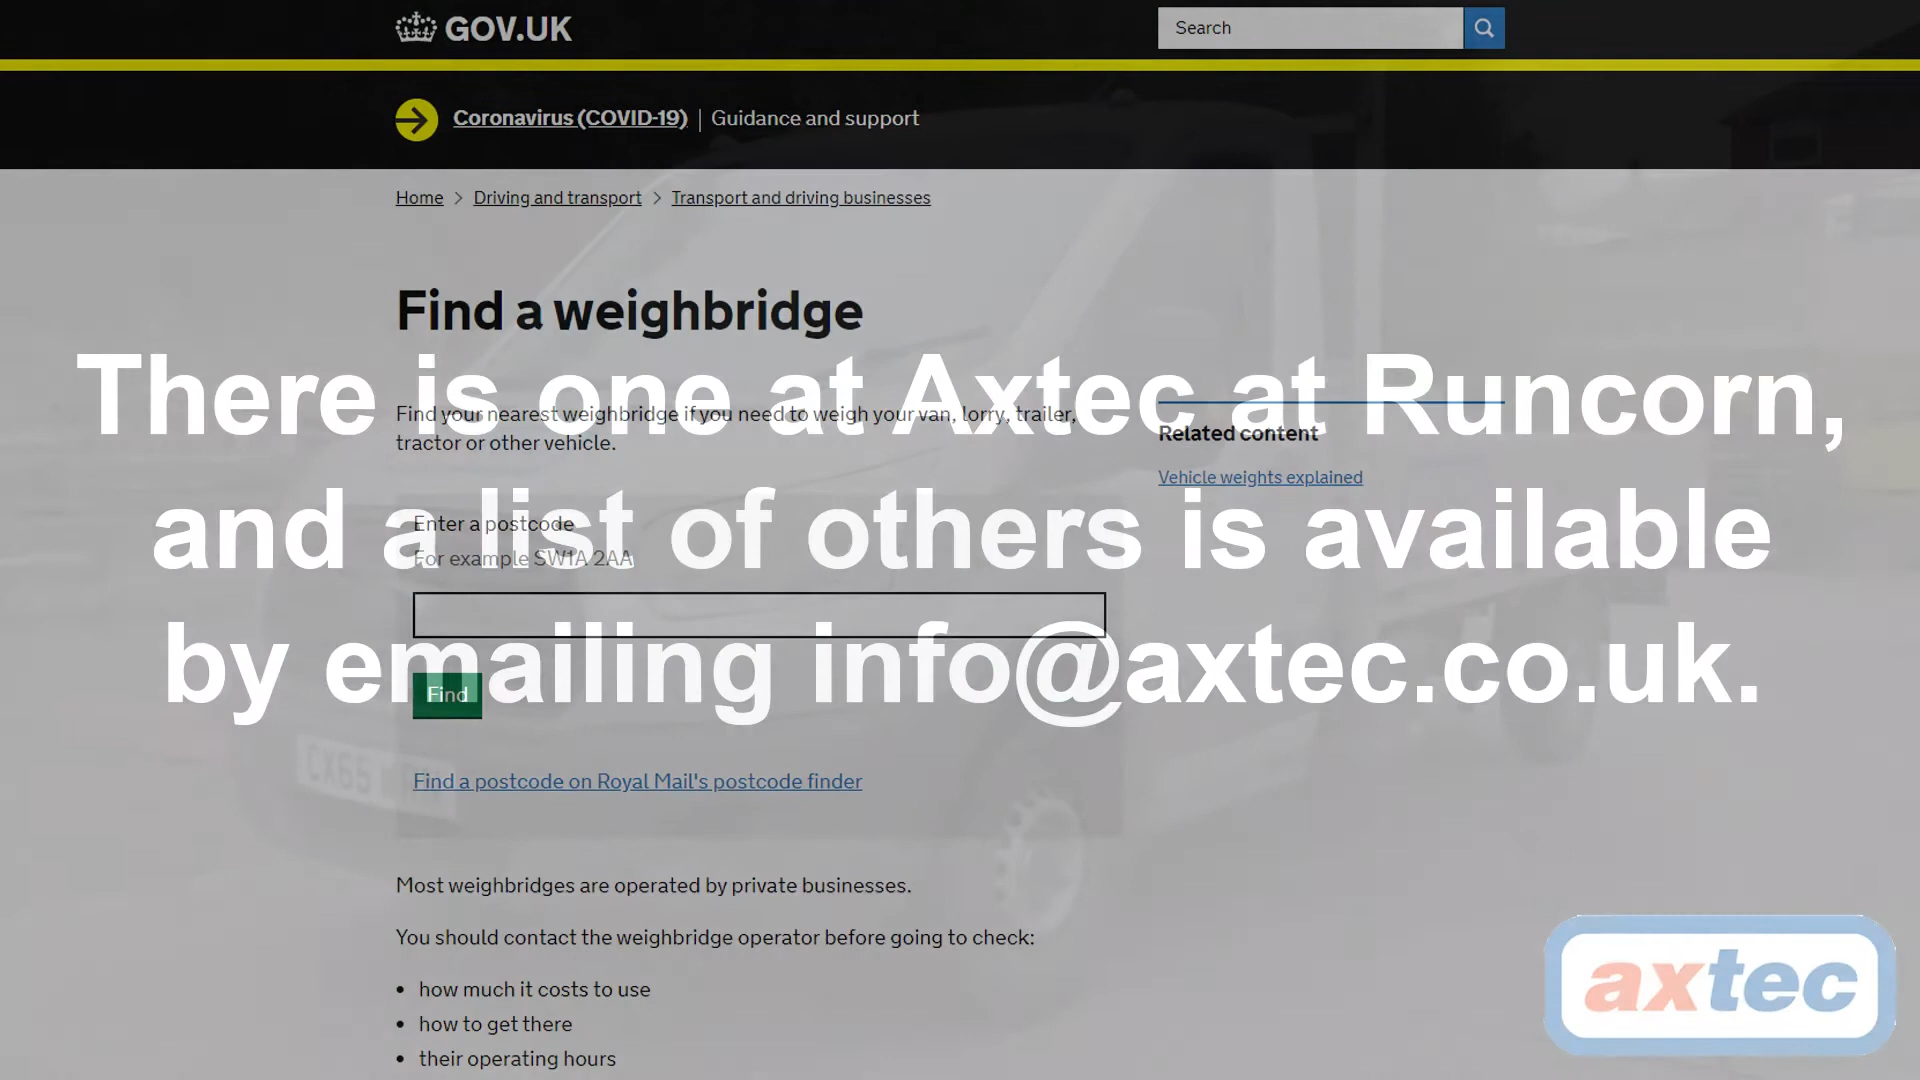 GOV.UK
Search
Coronavirus (COVID-19) | Guidance and support
Home > Driving and transport > Transport and driving businesses
Find a weighbridge
There is one at Axtec at Runcorn,
and a list of others is available
by emailing info@axtec.co.uk.
Find your nearest weighbridge if you need to weigh your van, lorry, trailer,
tractor or other vehicle.
Related content
Vehicle weights explained
Enter a postcode
For example SW1A 2AA
Find
Find a postcode on Royal Mail's postcode finder
Most weighbridges are operated by private businesses.
You should contact the weighbridge operator before going to check:
• how much it costs to use
• how to get there
• their operating hours
axtec
CX65